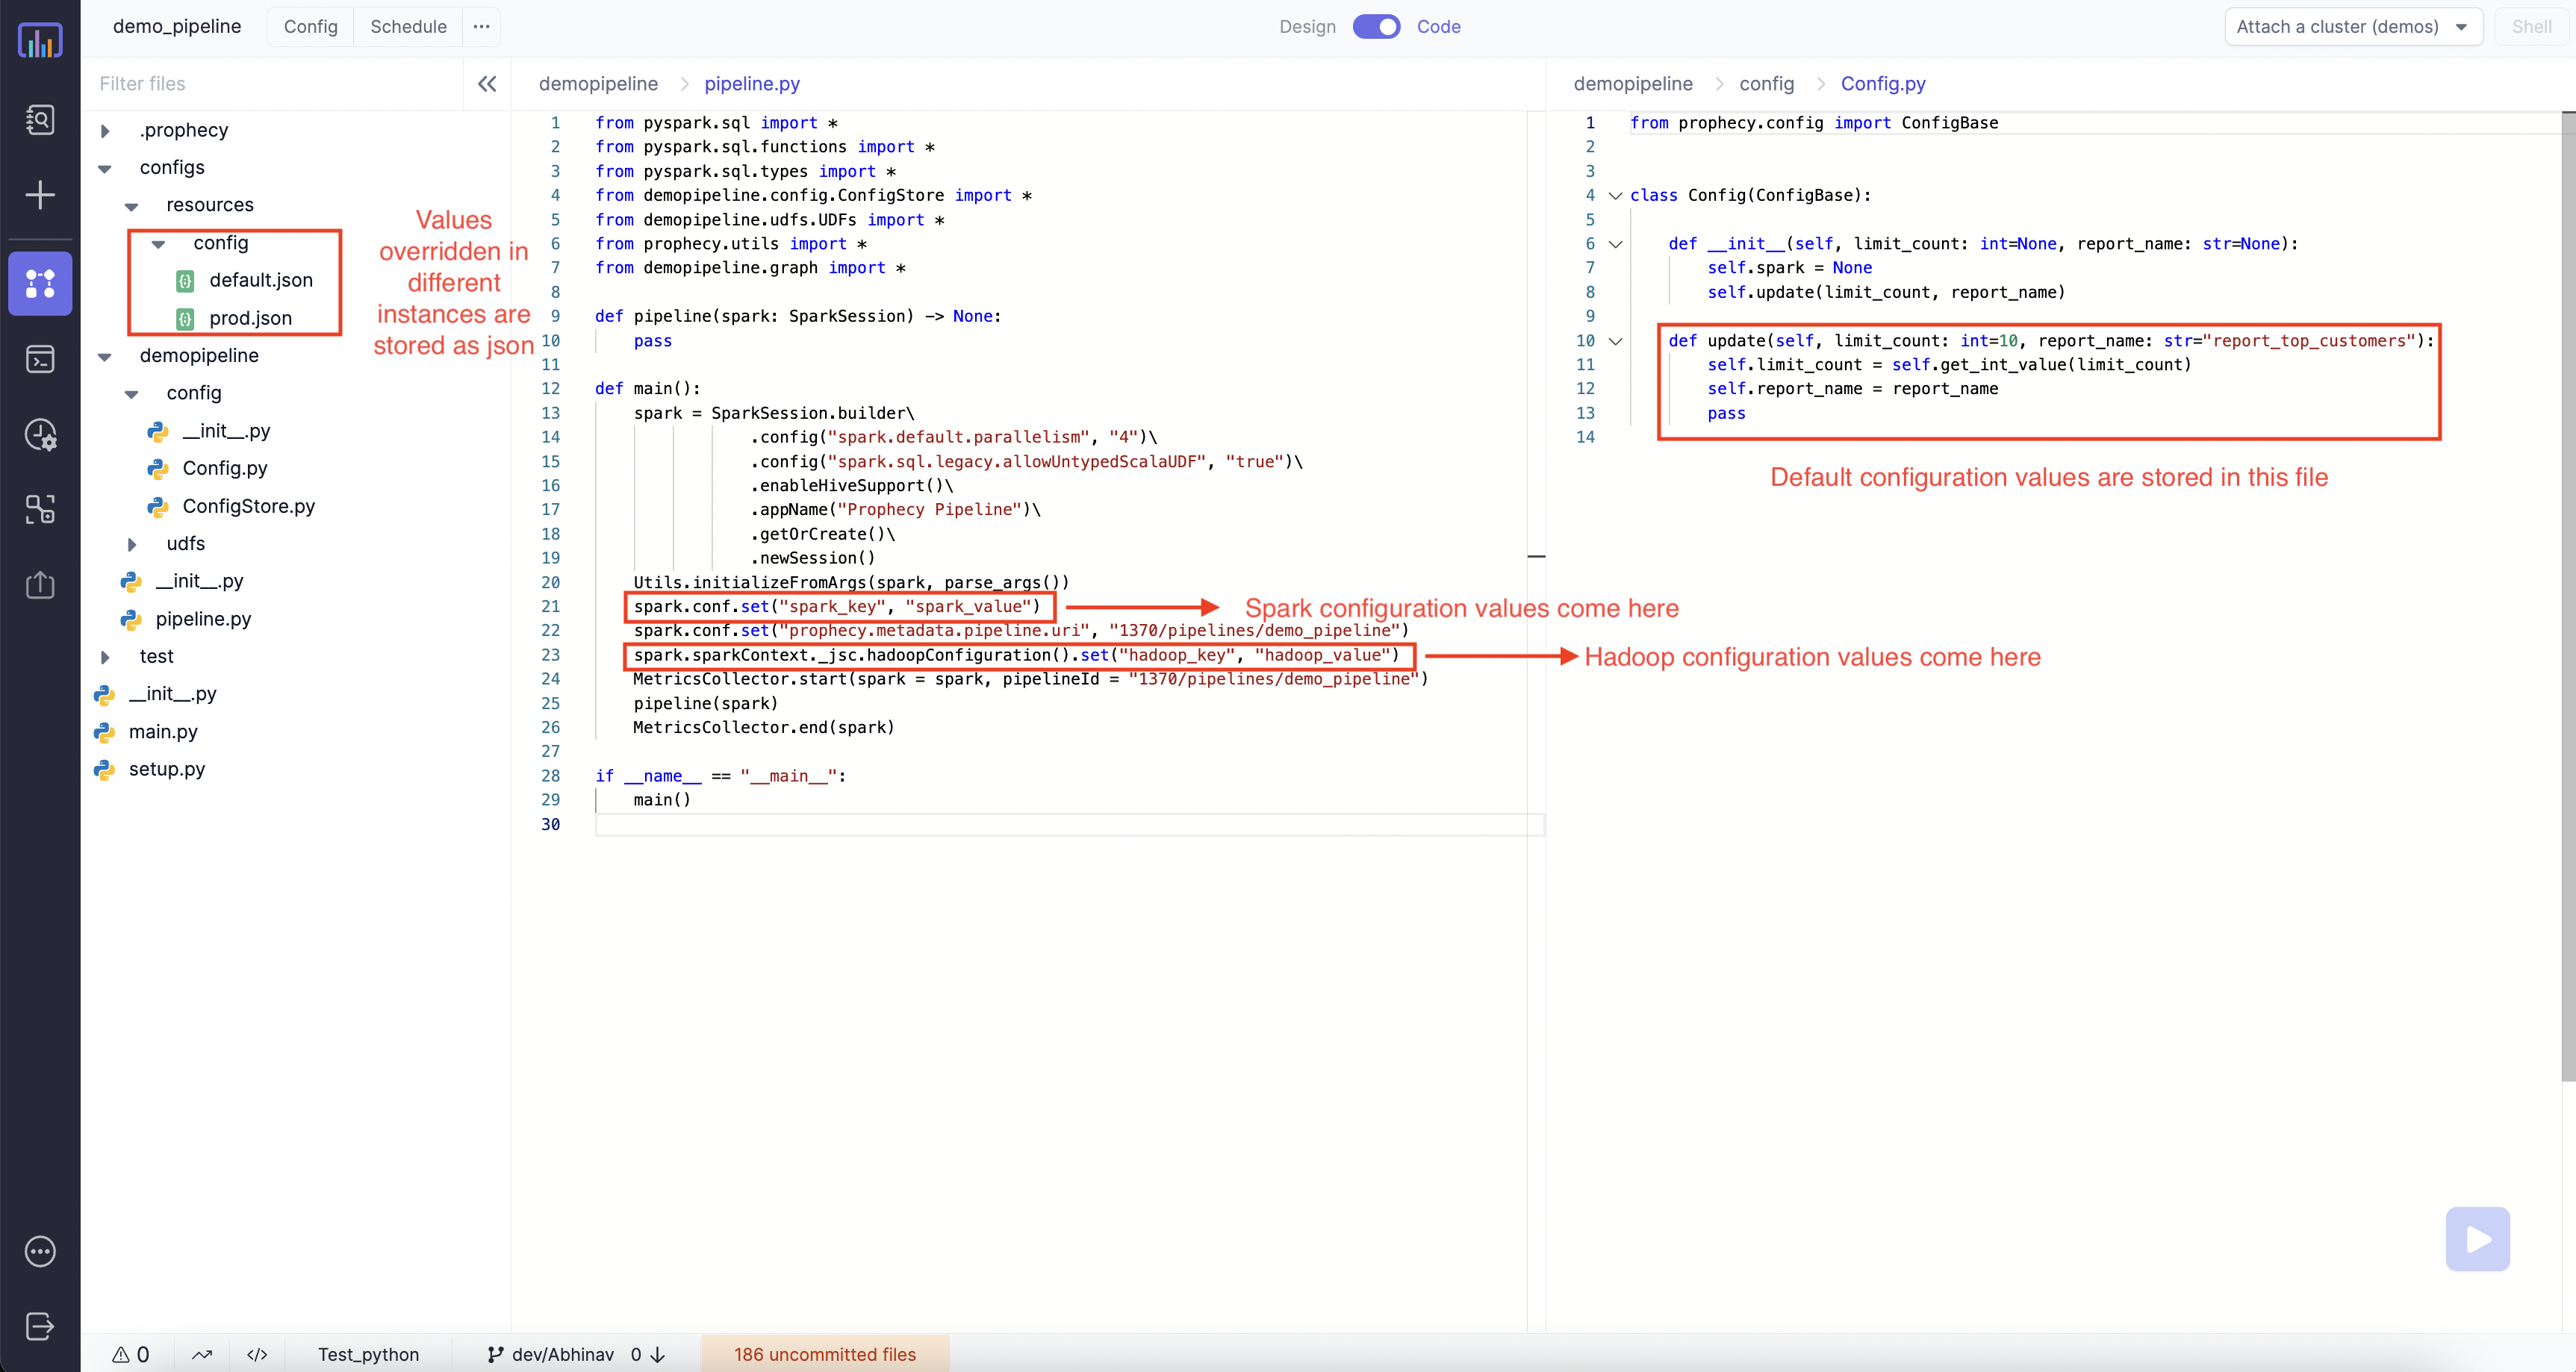 demo_pipeline
Config
Schedule
Design
Code
Attach a cluster (demos)
Shell
Filter files
.prophecy
configs
resources
config
default.json
prod.json
demopipeline
config
__init__.py
Config.py
ConfigStore.py
udfs
__init__.py
pipeline.py
test
__init__.py
main.py
setup.py
Values
overridden in
different
instances are
stored as json
demopipeline > pipeline.py
1 from pyspark.sql import *
2 from pyspark.sql.functions import *
3 from pyspark.sql.types import *
4 from demopipeline.config.ConfigStore import *
5 from demopipeline.udfs.UDFs import *
6 from prophecy.utils import *
7 from demopipeline.graph import *
8
9 def pipeline(spark: SparkSession) -> None:
10     pass
11
12 def main():
13     spark = SparkSession.builder\
14                 .config("spark.default.parallelism", "4")\
15                 .config("spark.sql.legacy.allowUntypedScalaUDF", "true")\
16                 .enableHiveSupport()\
17                 .appName("Prophecy Pipeline")\
18                 .getOrCreate()\
19                 .newSession()
20     Utils.initializeFromArgs(spark, parse_args())
21     spark.conf.set("spark_key", "spark_value")
Spark configuration values come here
22     spark.conf.set("prophecy.metadata.pipeline.uri", "1370/pipelines/demo_pipeline")
23     spark.sparkContext._jsc.hadoopConfiguration().set("hadoop_key", "hadoop_value")
Hadoop configuration values come here
24     MetricsCollector.start(spark = spark, pipelineId = "1370/pipelines/demo_pipeline")
25     pipeline(spark)
26     MetricsCollector.end(spark)
27
28 if __name__ == "__main__":
29     main()
30
demopipeline > config > Config.py
1 from prophecy.config import ConfigBase
2
3
4 class Config(ConfigBase):
5
6     def __init__(self, limit_count: int=None, report_name: str=None):
7         self.spark = None
8         self.update(limit_count, report_name)
9
10     def update(self, limit_count: int=10, report_name: str="report_top_customers"):
11         self.limit_count = self.get_int_value(limit_count)
12         self.report_name = report_name
13         pass
14
Default configuration values are stored in this file
0
</>
Test_python
dev/Abhinav
0
186 uncommitted files